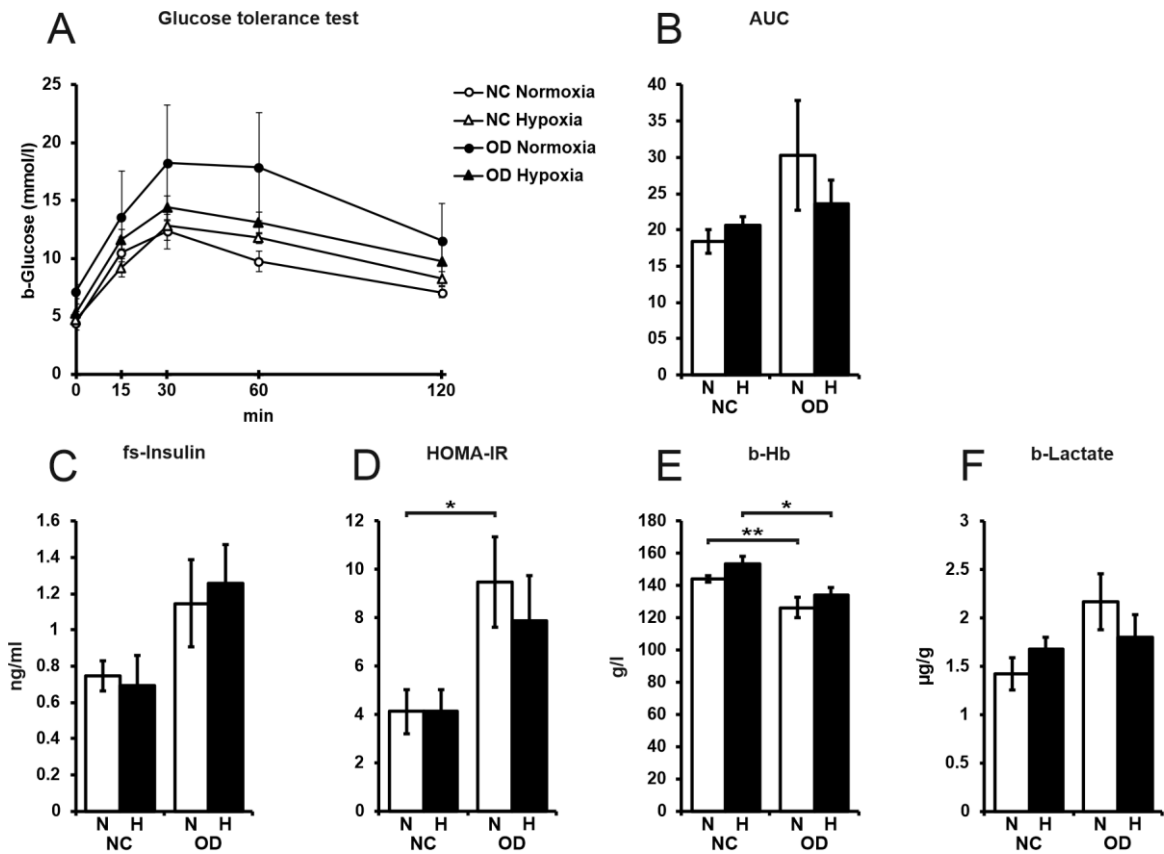 A
Glucose tolerance test
b-Glucose (mmol/l)
25
20
15
10
5
0
0 15 30 60 120
min
NC Normoxia
NC Hypoxia
OD Normoxia
OD Hypoxia
B
AUC
40
35
30
25
20
15
10
05
0
N H N H
NC OD
C
fs-Insulin
ng/ml
1.6
1.4
1.2
1
0.8
0.6
0.4
0.2
0
N H N H
NC OD
D
HOMA-IR
12
10
8
6
4
2
0
*
N H N H
NC OD
E
b-Hb
g/l
180
160
140
120
100
80
60
40
20
0
*
**
N H N H
NC OD
F
b-Lactate
µg/g
3
2.5
2
1.5
1
0.5
0
N H N H
NC OD